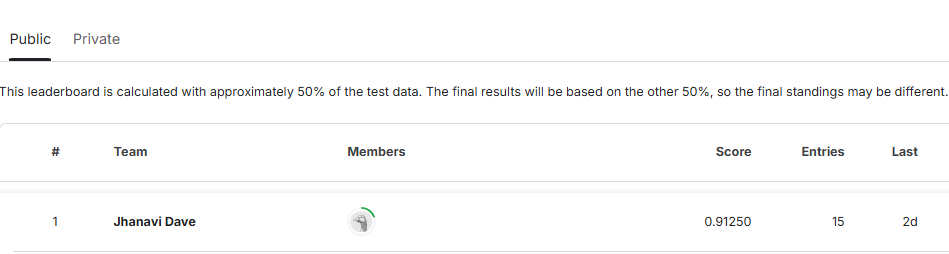 Public Private
This leaderboard is calculated with approximately 50% of the test data. The final results will be based on the other 50%, so the final standings may be different.
# Team Members Score Entries Last
1 Jhanavi Dave 0.91250 15 2d